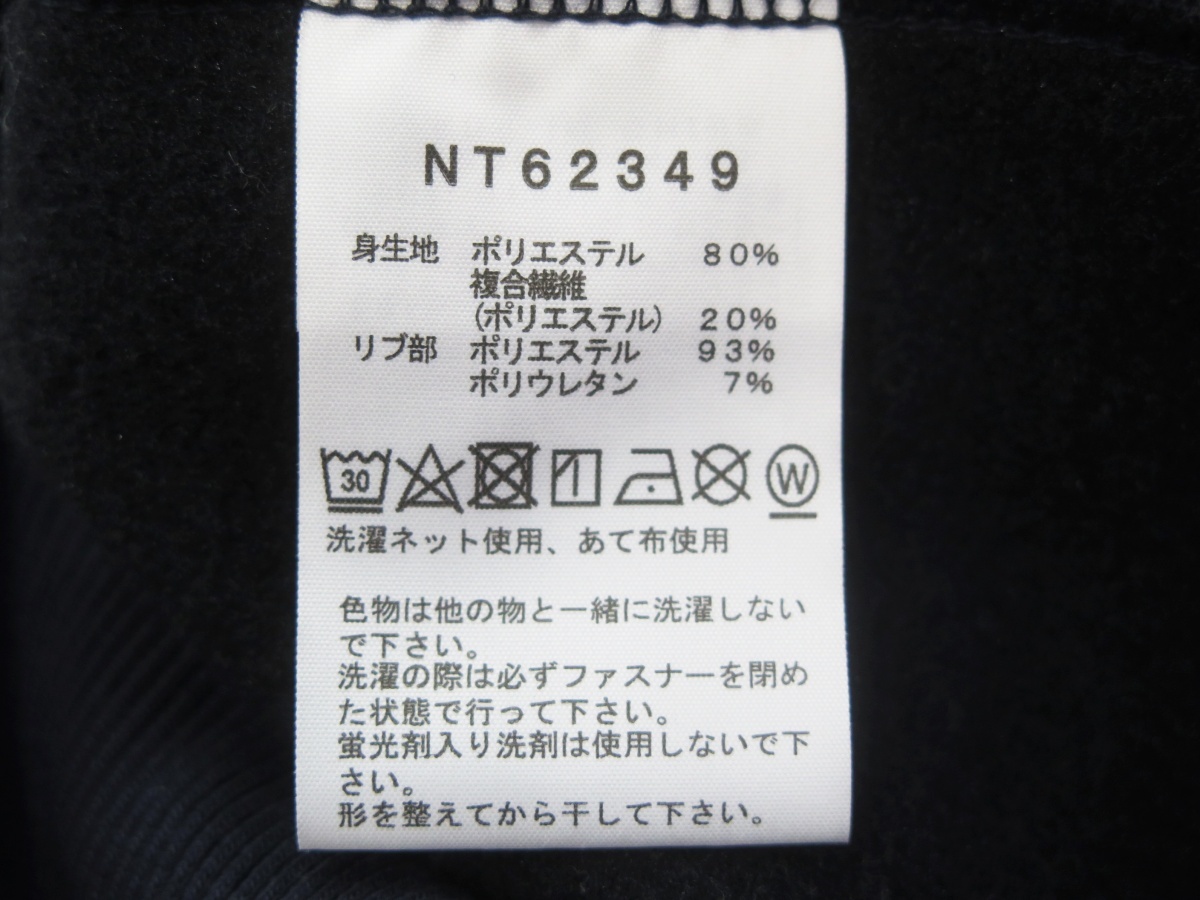 NT62349
身生地 ポリエステル 80%
複合繊維
(ポリエステル) 20%
リブ部 ポリエステル 93%
ポリウレタン 7%
30 W
洗濯ネット使用、あて布使用
色物は他の物と一緒に洗濯しない
で下さい。
洗濯の際は必ずファスナーを閉め
た状態で行って下さい。
蛍光剤入り洗剤は使用しないで下
さい。
形を整えてから干して下さい。